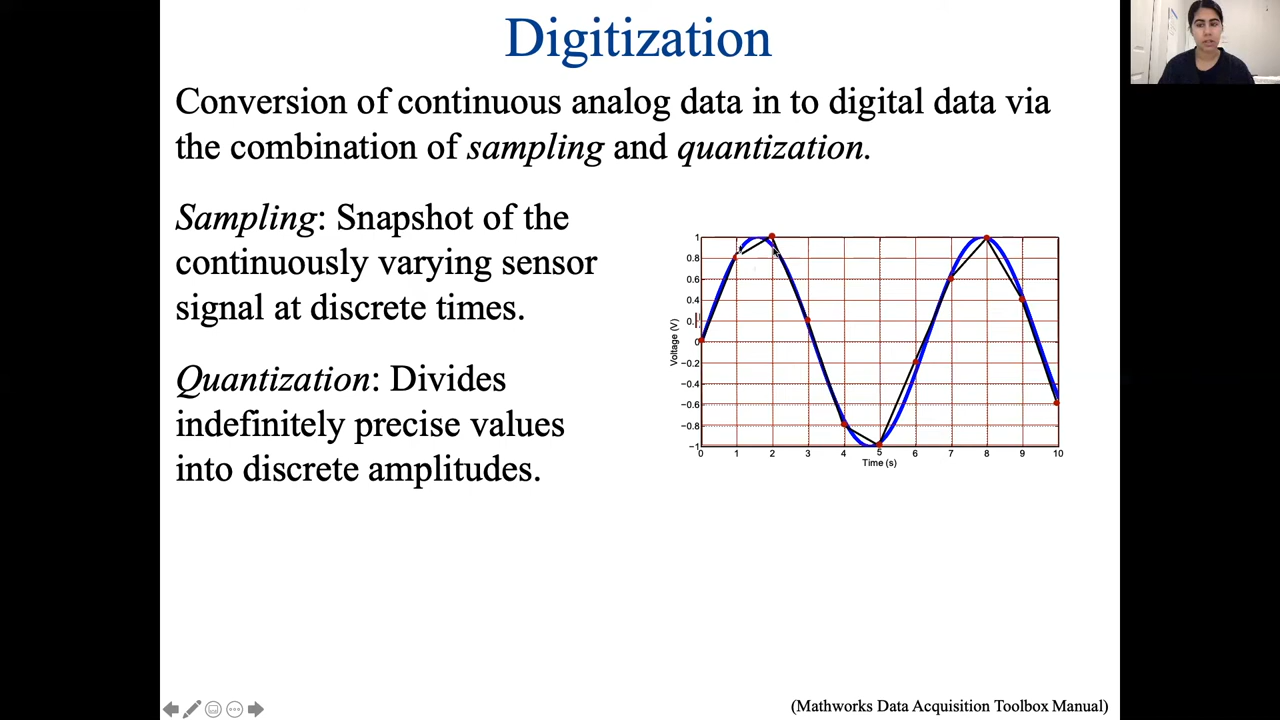 Digitization
Conversion of continuous analog data in to digital data via
the combination of sampling and quantization.
Sampling: Snapshot of the
continuously varying sensor
signal at discrete times.
Quantization: Divides
indefinitely precise values
into discrete amplitudes.
1
0.8
0.6
0.4
0
−0.2
−0.4
−0.6
−0.8
−1
Voltage (V)
0 1 2 3 4 5 6 7 8 9 10
Time (s)
(Mathworks Data Acquisition Toolbox Manual)